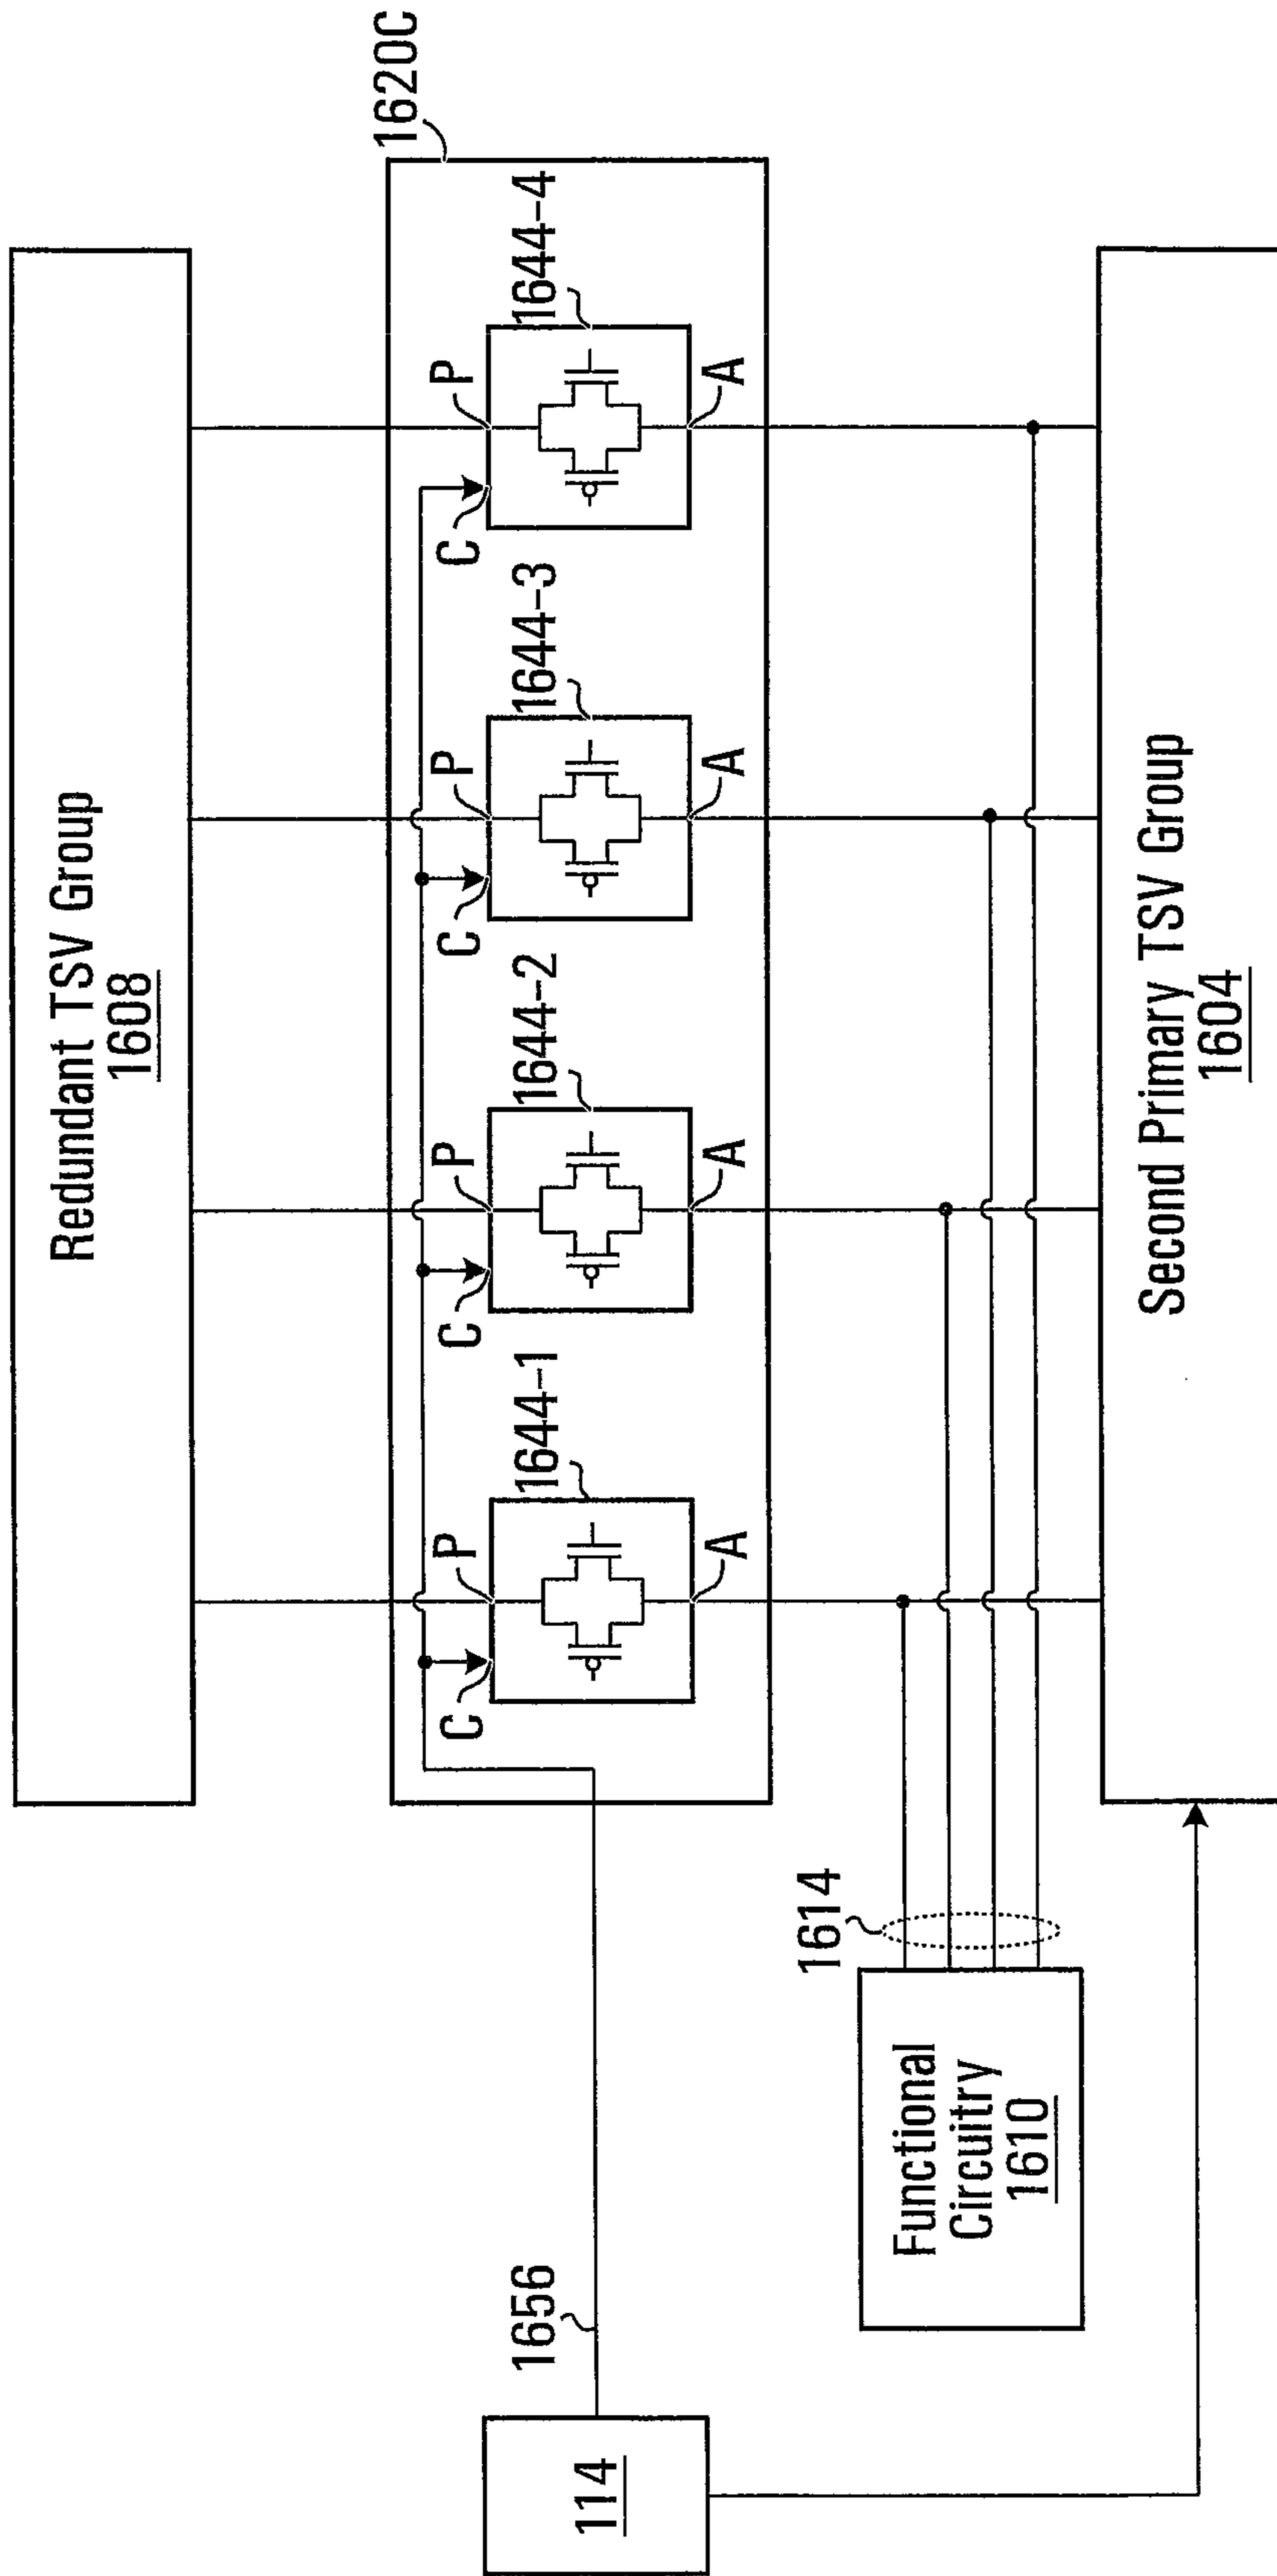 Redundant TSV Group
1608
1620C
1644-1
1644-2
1644-3
1644-4
C
P
C
P
C
P
C
P
A
A
A
A
1656
114
1614
Functional
Circuitry
1610
Second Primary TSV Group
1604